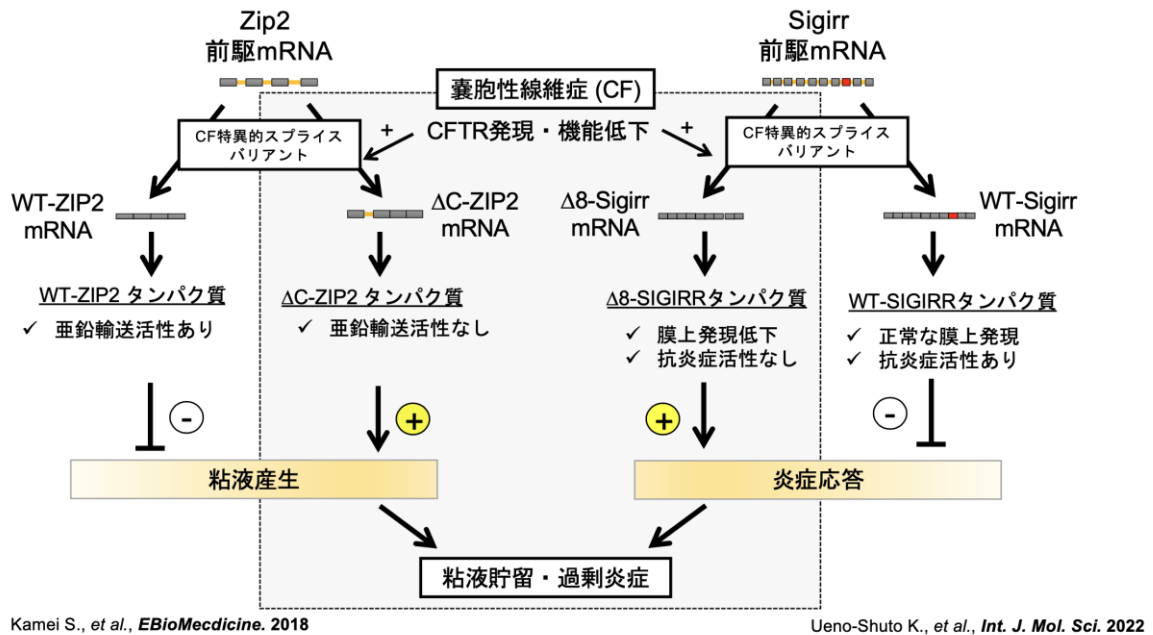 Zip2
前駆mRNA
Sigirr
前駆mRNA
嚢胞性線維症 (CF)
CFTR発現・機能低下
+
+
CF特異的スプライス
バリアント
CF特異的スプライス
バリアント
WT-ZIP2
mRNA
ΔC-ZIP2
mRNA
Δ8-Sigirr
mRNA
WT-Sigirr
mRNA
WT-ZIP2 タンパク質
✓ 亜鉛輸送活性あり
ΔC-ZIP2 タンパク質
✓ 亜鉛輸送活性なし
Δ8-SIGIRRタンパク質
✓ 膜上発現低下
✓ 抗炎症活性なし
WT-SIGIRRタンパク質
✓ 正常な膜上発現
✓ 抗炎症活性あり
-
+
+
-
粘液産生
炎症応答
粘液貯留・過剰炎症
Kamei S., et al., EBioMecdicine. 2018
Ueno-Shuto K., et al., Int. J. Mol. Sci. 2022